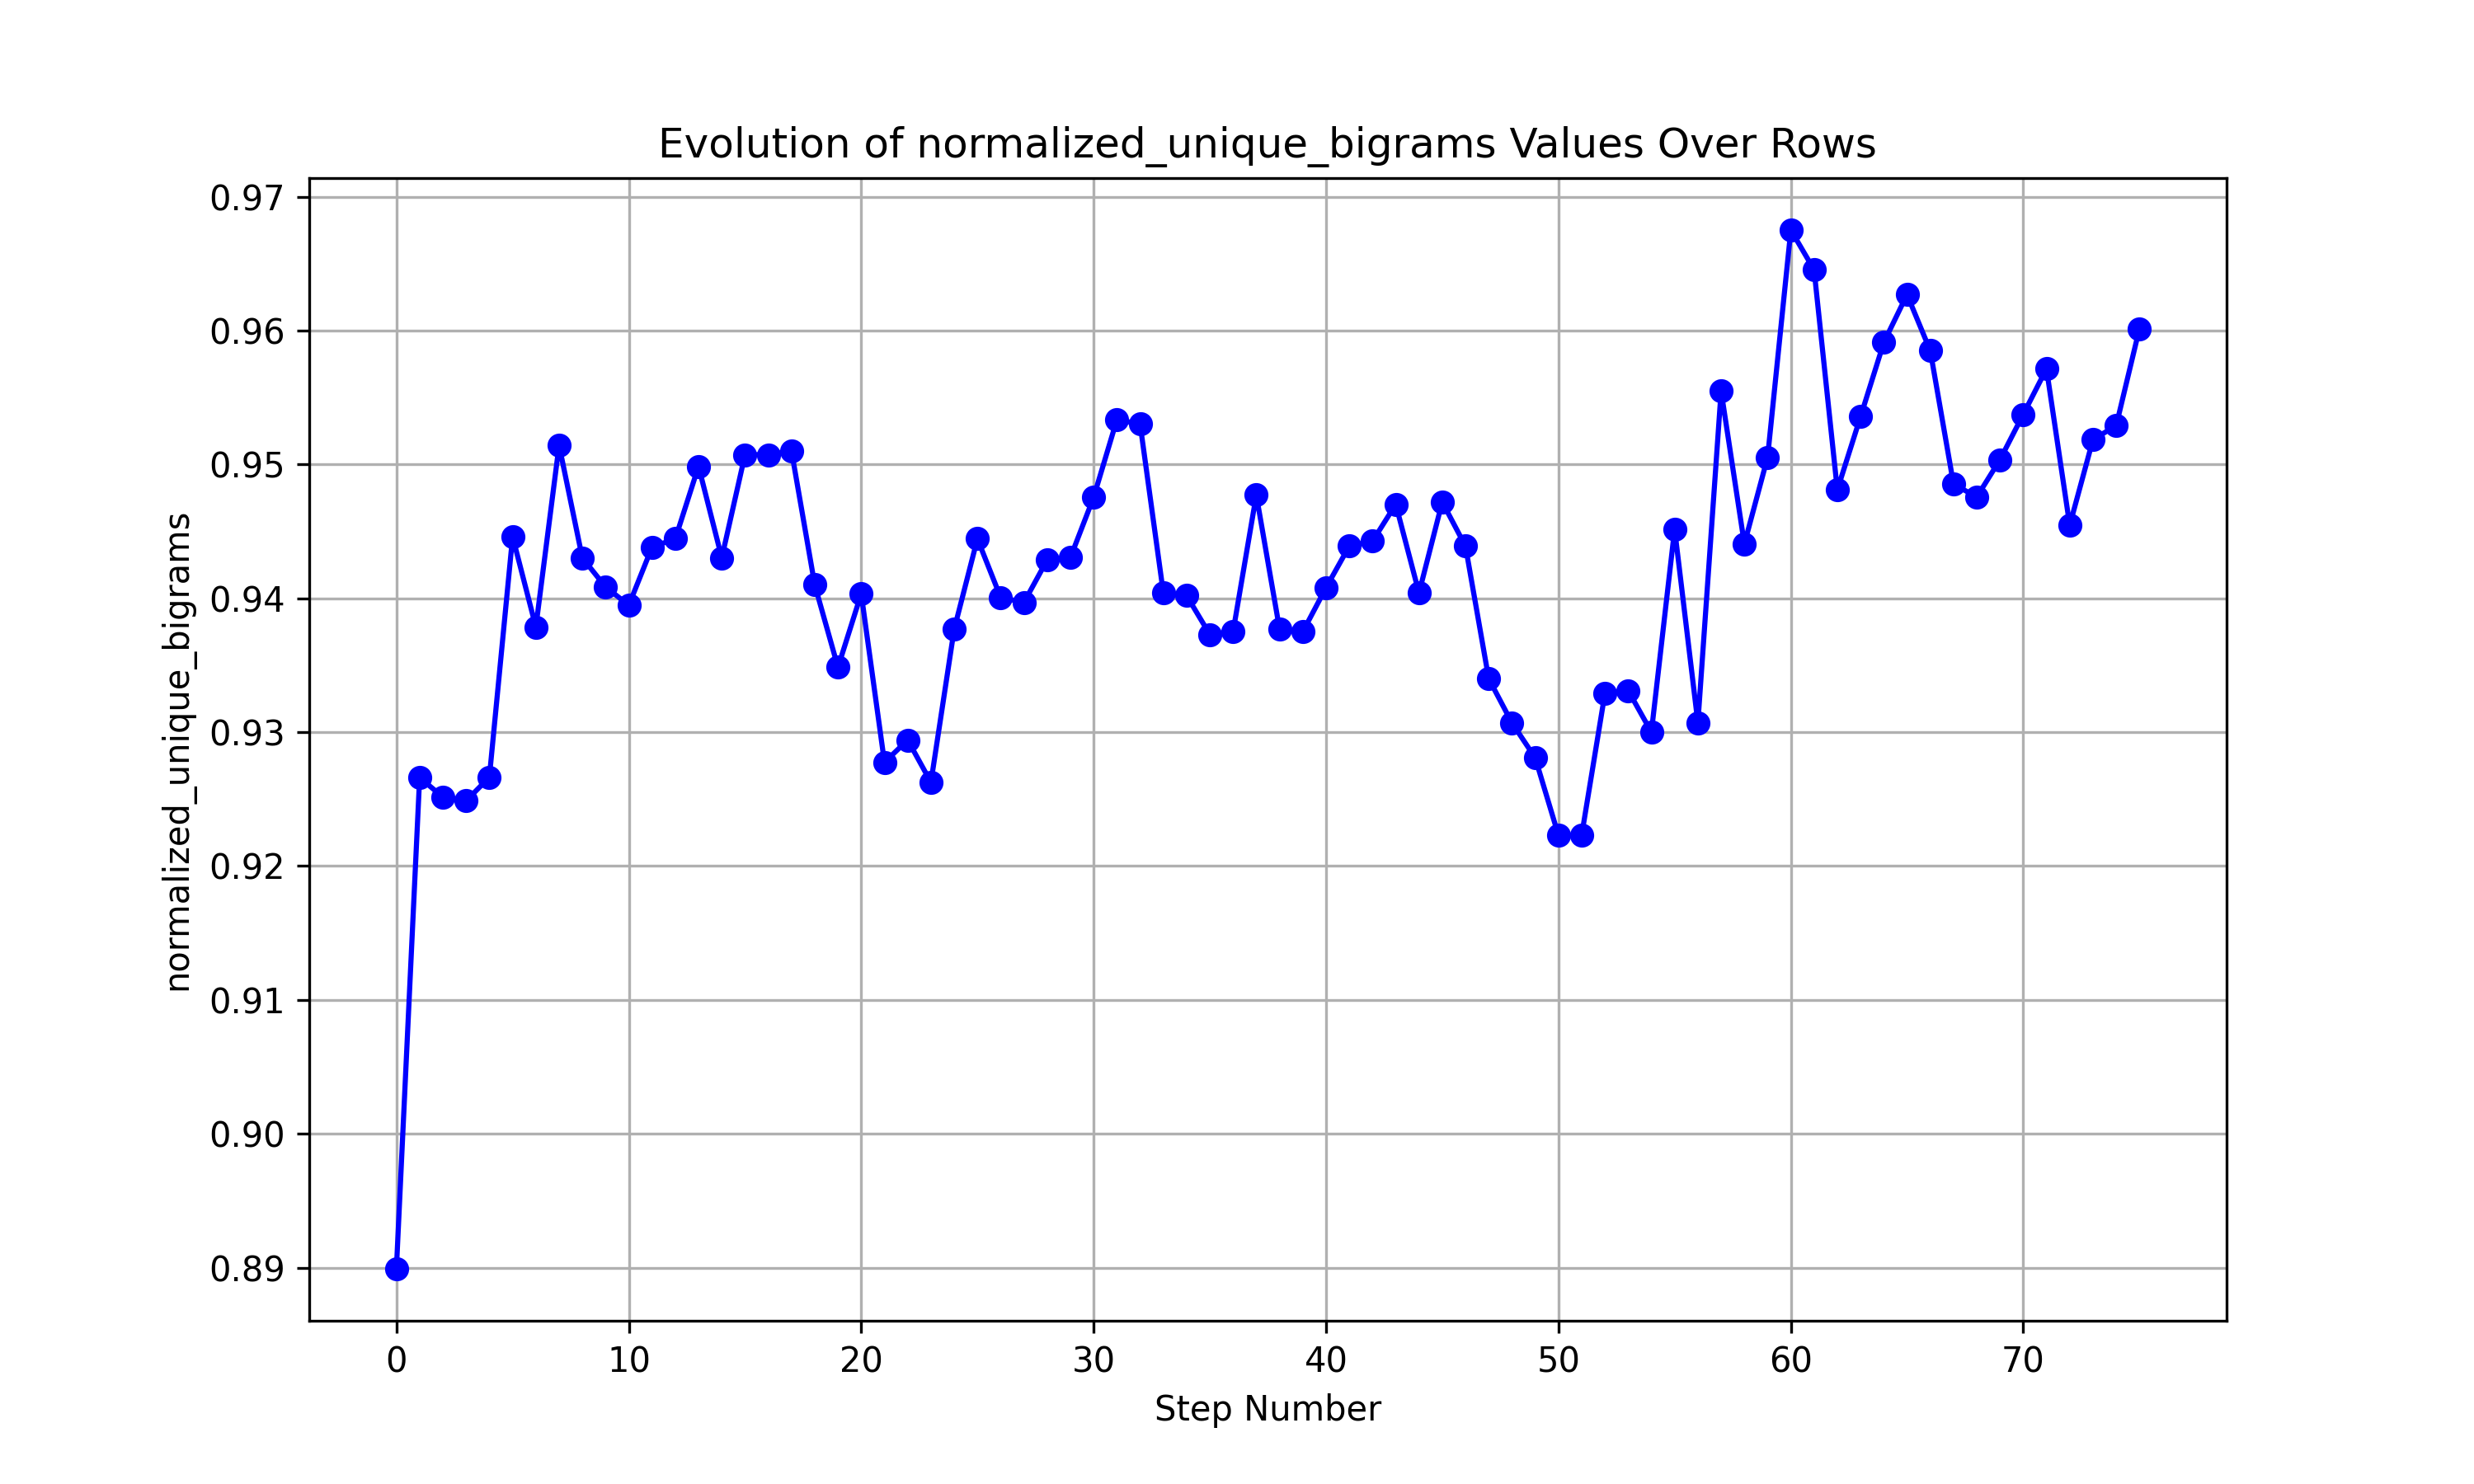 Evolution of normalized_unique_bigrams Values Over Rows
normalized_unique_bigrams
0.97
0.96
0.95
0.94
0.93
0.92
0.91
0.90
0.89
0 10 20 30 40 50 60 70
Step Number